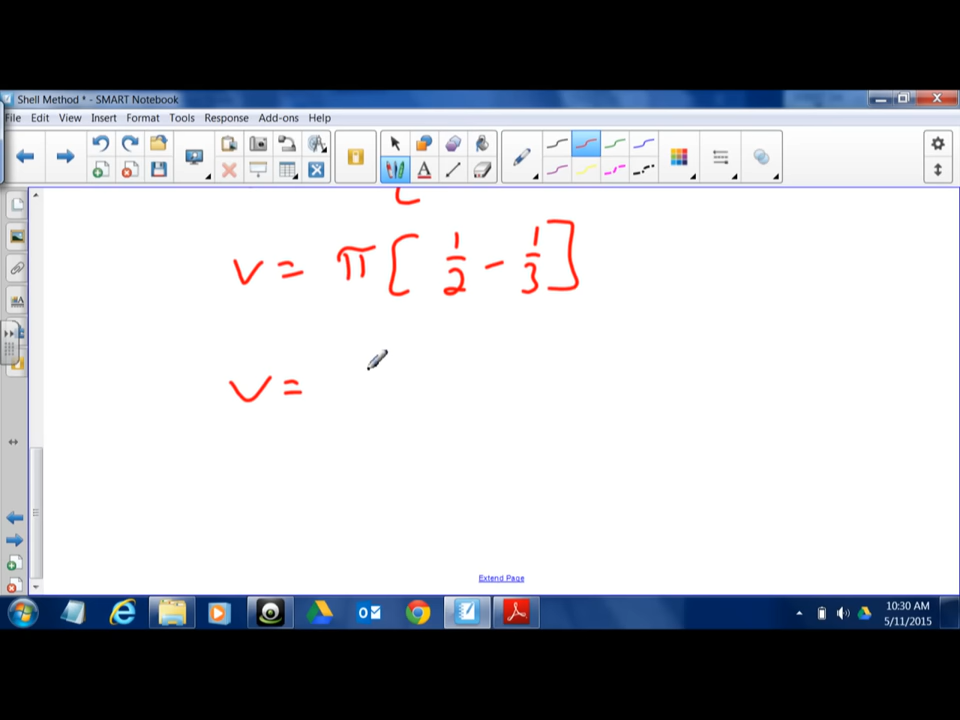 Shell Method * - SMART Notebook
File Edit View Insert Format Tools Response Add-ons Help
V = π[ 1/2 - 1/3 ]
V =
Extend Page
10:30 AM
5/11/2015